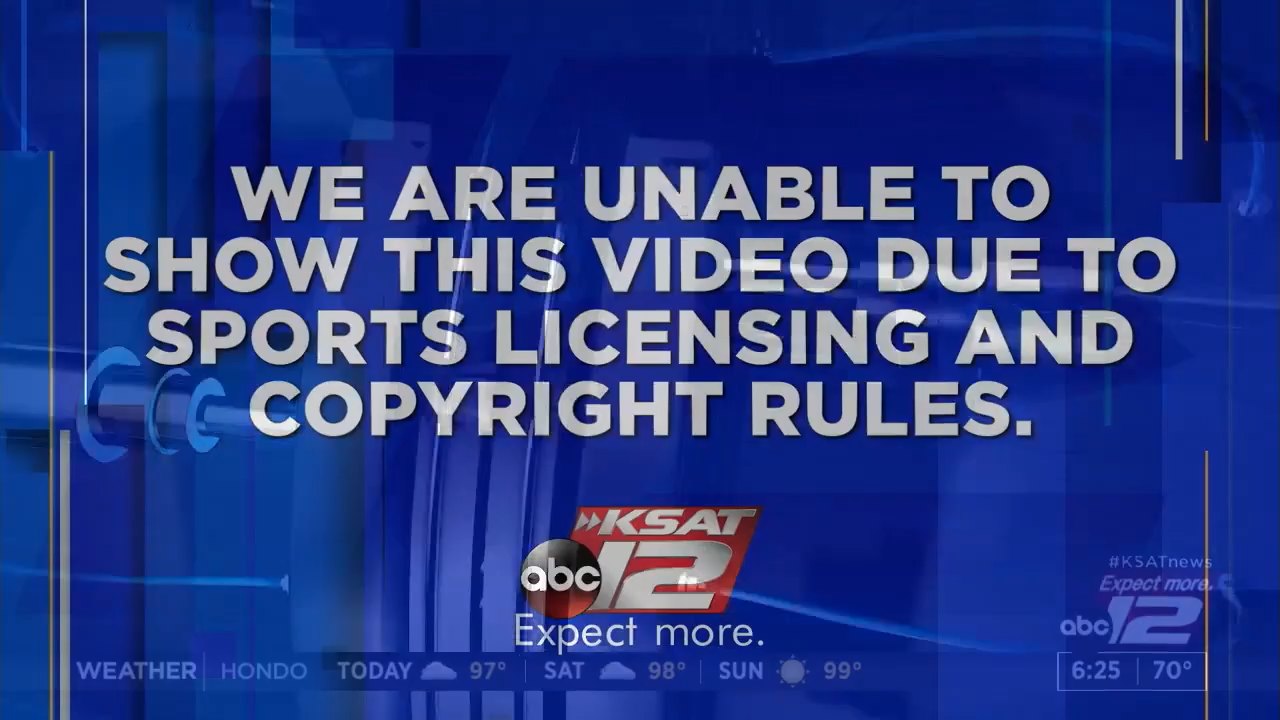 WE ARE UNABLE TO
SHOW THIS VIDEO DUE TO
SPORTS LICENSING AND
COPYRIGHT RULES.
KSAT
abc 12
Expect more.
#KSATnews
Expect more.
abc 12
WEATHER HONDO TODAY 97° SAT 98° SUN 99°
6:25 70°